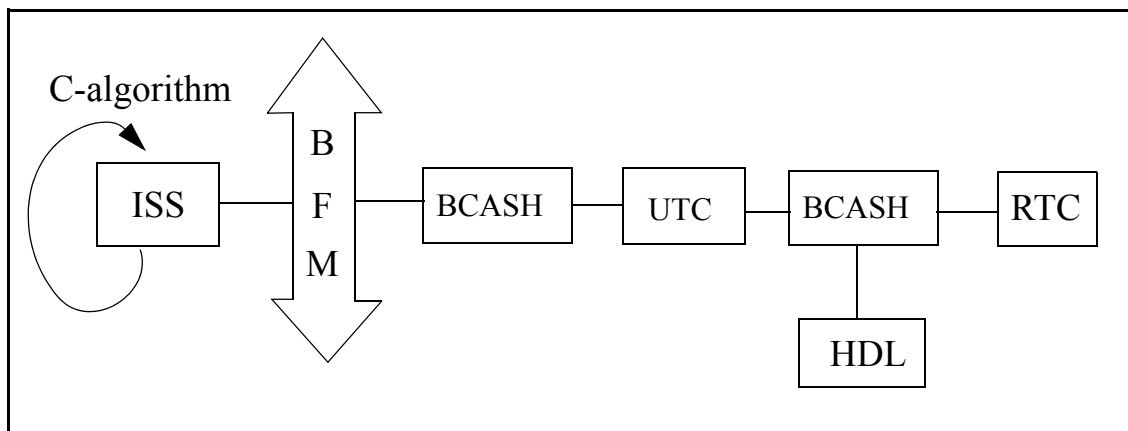 C-algorithm
ISS
B
F
M
BCASH
UTC
BCASH
RTC
HDL